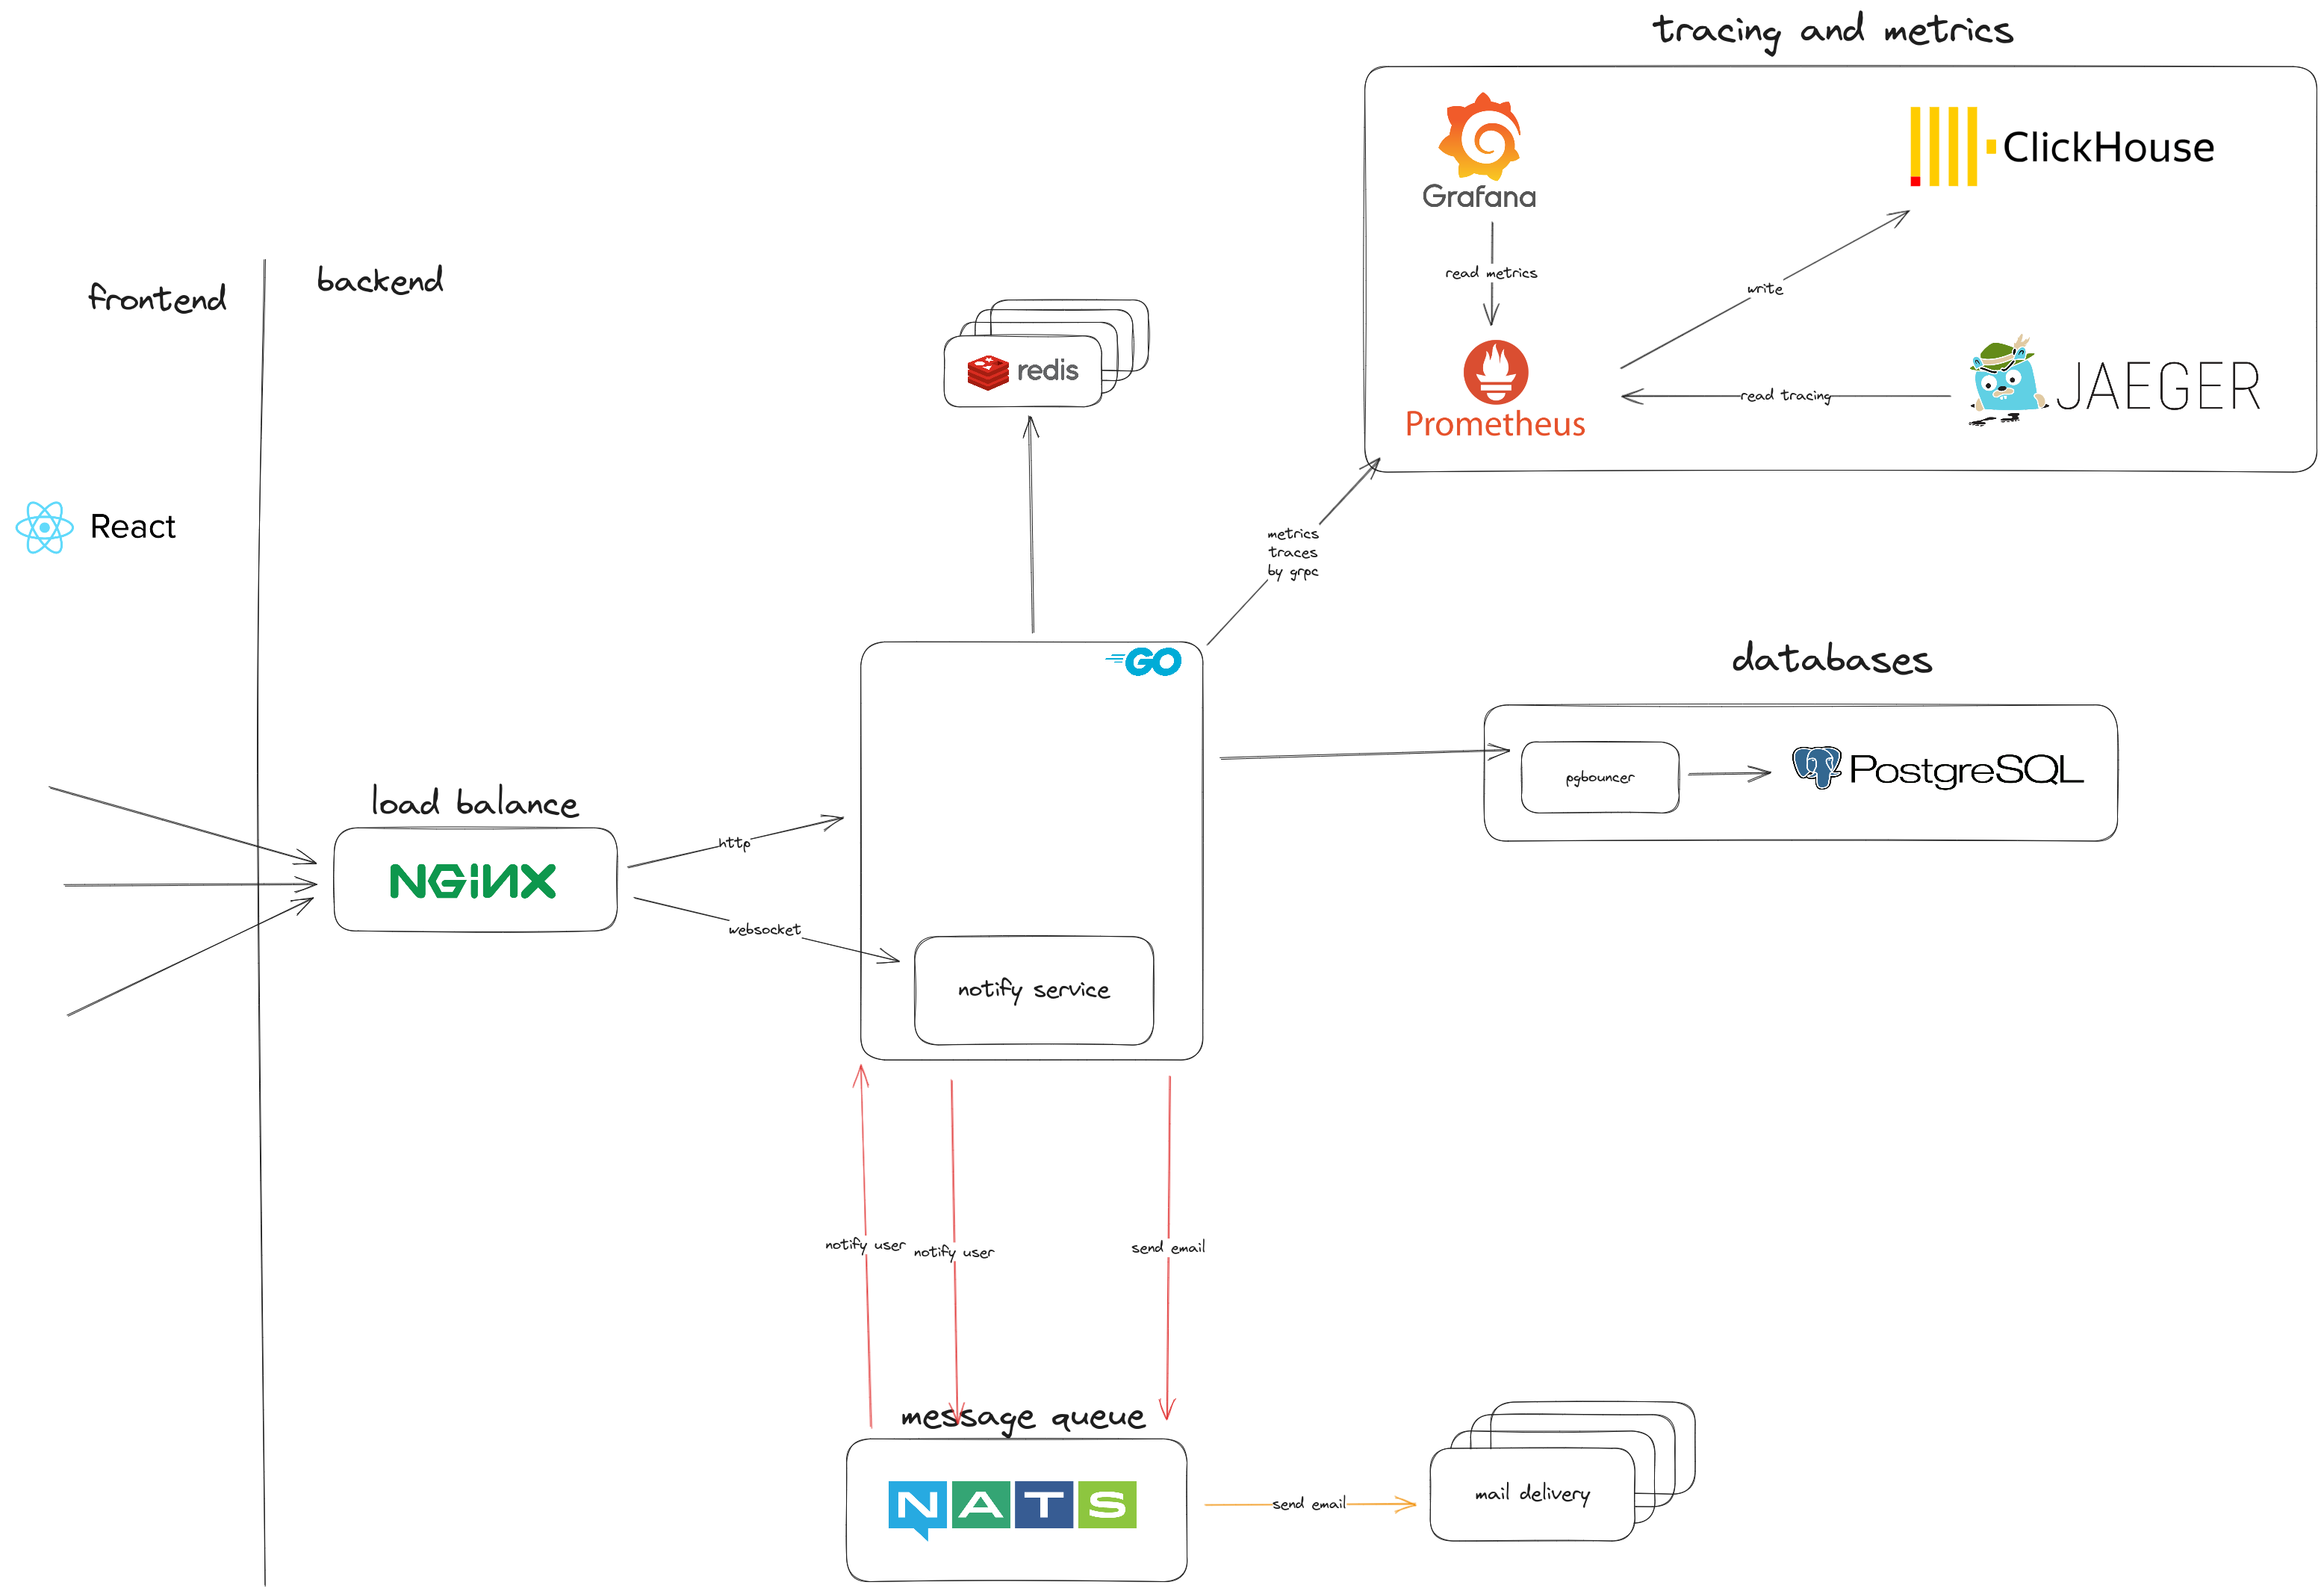 tracing and metrics
Grafana
ClickHouse
read metrics
write
Prometheus
read tracing
JAEGER
frontend
backend
redis
React
metrics
traces
by grpc
GO
databases
pgbouncer
PostgreSQL
load balance
NGINX
http
websocket
notify service
notify user
notify user
send email
message queue
NATS
send email
mail delivery